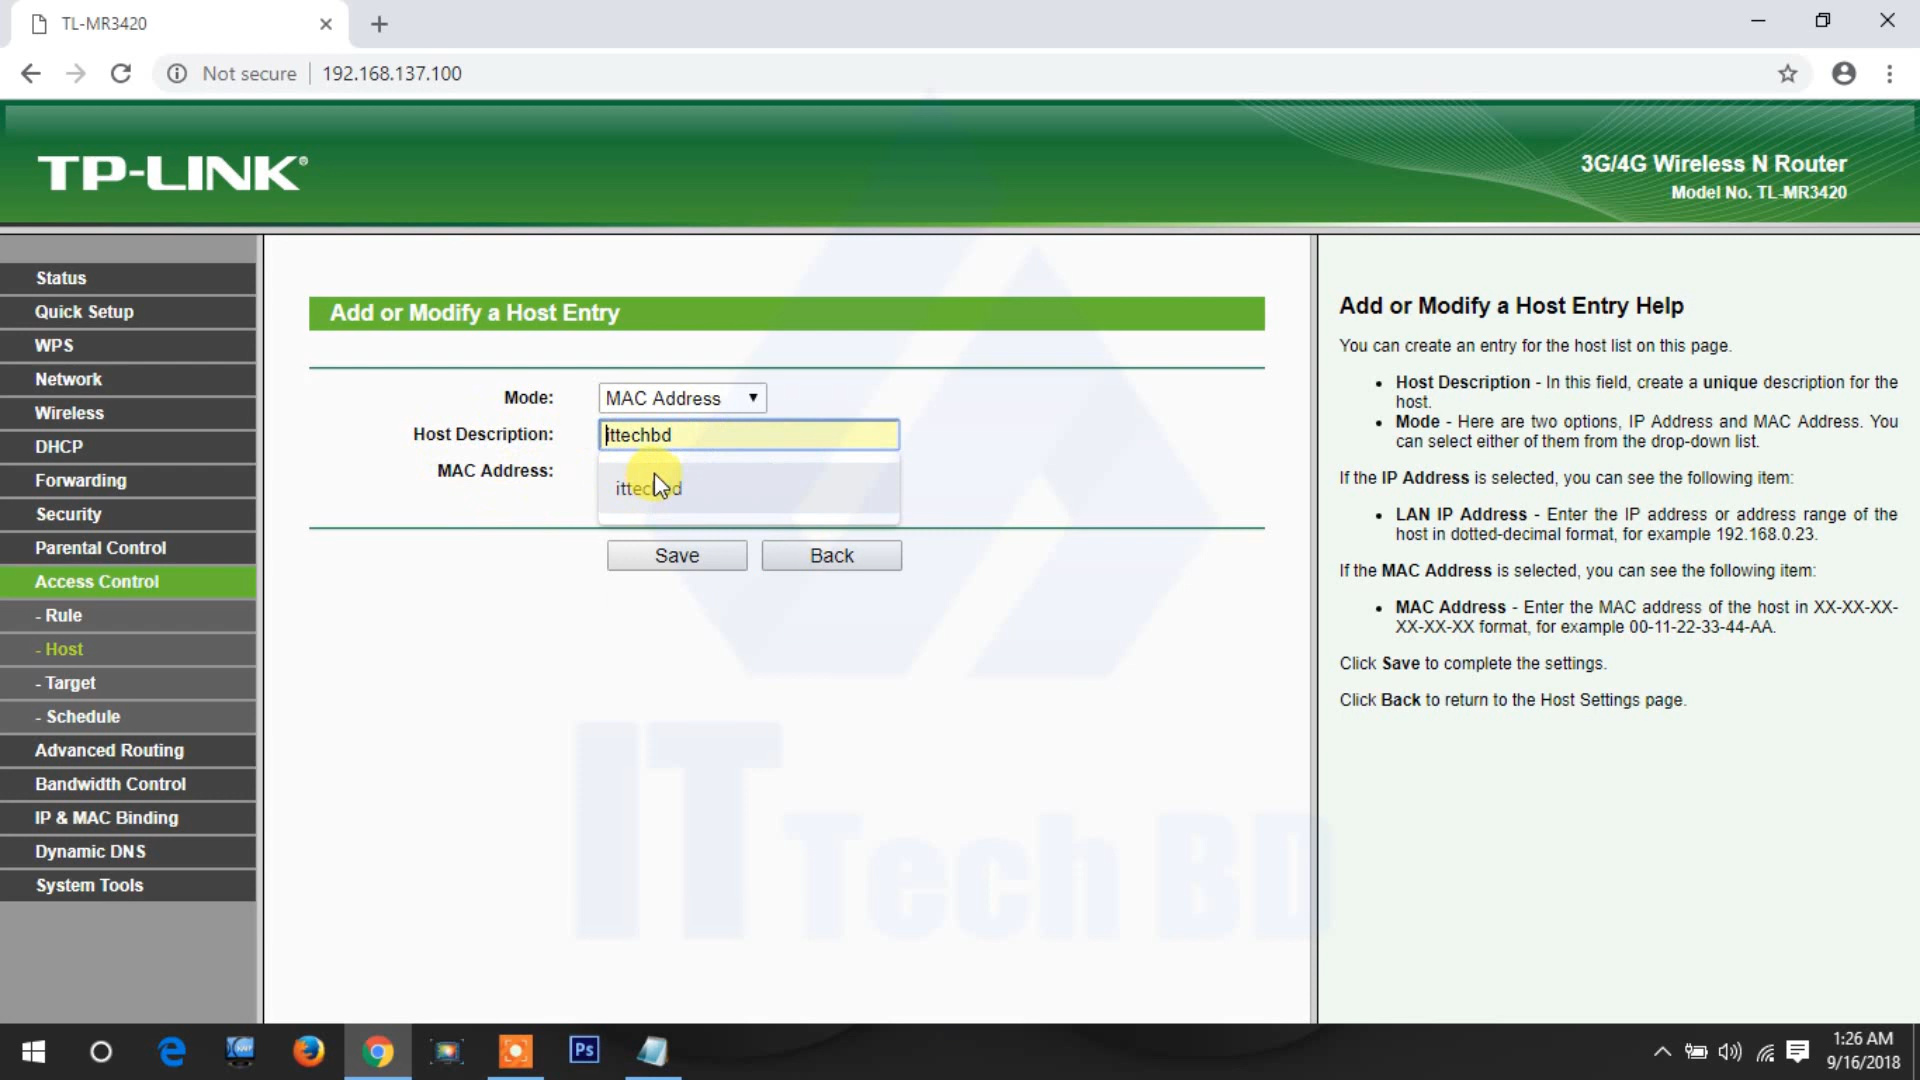 TL-MR3420
Not secure
192.168.137.100
TP-LINK®
3G/4G Wireless N Router
Model No. TL-MR3420
Status
Quick Setup
WPS
Network
Wireless
DHCP
Forwarding
Security
Parental Control
Access Control
- Rule
- Host
- Target
- Schedule
Advanced Routing
Bandwidth Control
IP & MAC Binding
Dynamic DNS
System Tools
Add or Modify a Host Entry
Mode: MAC Address
Host Description: ittechbd
MAC Address:
Save Back
IT Tech BD
Add or Modify a Host Entry Help
You can create an entry for the host list on this page.
• Host Description - In this field, create a unique description for the
host.
• Mode - Here are two options, IP Address and MAC Address. You
can select either of them from the drop-down list.
If the IP Address is selected, you can see the following item:
• LAN IP Address - Enter the IP address or address range of the
host in dotted-decimal format, for example 192.168.0.23.
If the MAC Address is selected, you can see the following item:
• MAC Address - Enter the MAC address of the host in XX-XX-XX-
XX-XX-XX format, for example 00-11-22-33-44-AA.
Click Save to complete the settings.
Click Back to return to the Host Settings page.
Ps
1:26 AM
9/16/2018